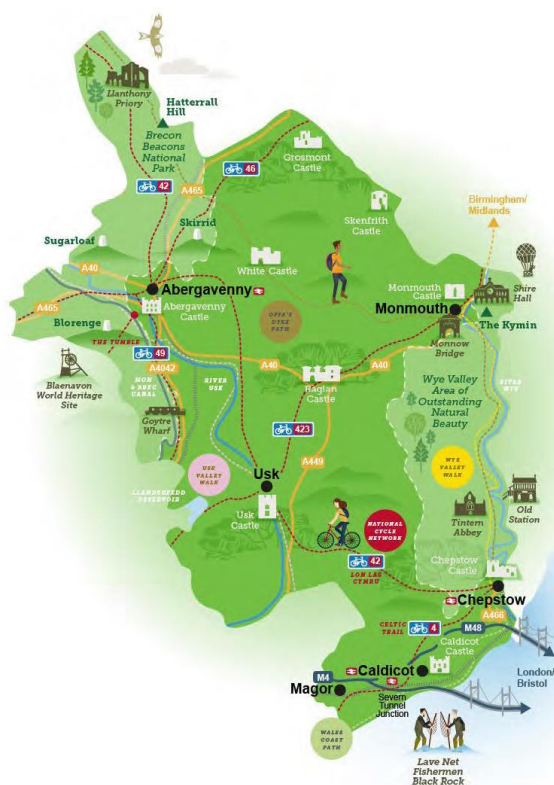 Llanthony
Priory
Hatterrall
Hill
Brecon
Beacons
National
Park
42
46
A465
Grosmont
Castle
Skirrid
Skenfrith
Castle
Birmingham/
Midlands
Sugarloaf
White Castle
A40
Abergavenny
Shire
Hall
Monmouth
Castle
Monmouth
A465
Abergavenny
Castle
OFFA'S
DYKE
PATH
The Kymin
Blorenge
Monnow
Bridge
THE TUMBLE
49
A4042
A40
A40
Raglan
Castle
Blaenavon
World Heritage
Site
MON
& BREC
CANAL
RIVER
USK
Wye Valley
Area of
Outstanding
Natural
Beauty
RIVER
WYE
Goytre
Wharf
423
USK
VALLEY
WALK
A449
WYE
VALLEY
WALK
Usk
LLANDEGFEDD
RESERVOIR
Usk
Castle
NATIONAL
CYCLE
NETWORK
Tintern
Abbey
Old
Station
42
LON LAS
CYMRU
Chepstow
Castle
Chepstow
CELTIC
TRAIL
4
M48
A466
Caldicot
Castle
M4
Caldicot
London/
Bristol
Magor
Severn
Tunnel
Junction
WALES
COAST
PATH
Lave Net
Fishermen
Black Rock